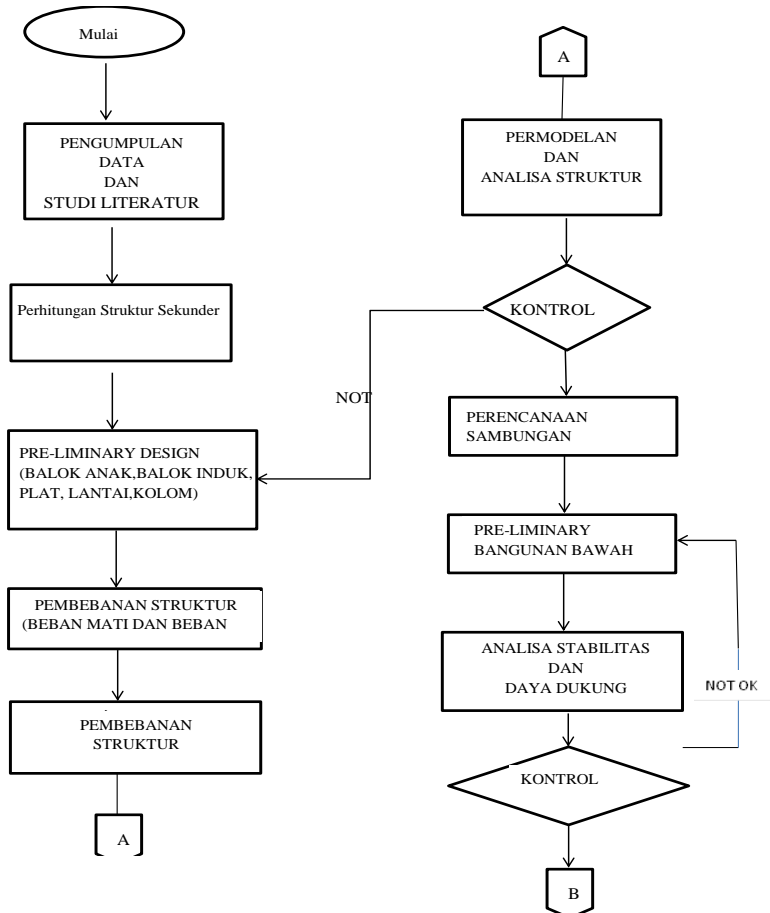 Mulai
PENGUMPULAN
DATA
DAN
STUDI LITERATUR
Perhitungan Struktur Sekunder
PRE-LIMINARY DESIGN
(BALOK ANAK,BALOK INDUK,
PLAT, LANTAI,KOLOM)
PEMBEBANAN STRUKTUR
(BEBAN MATI DAN BEBAN
PEMBEBANAN
STRUKTUR
A
A
PERMODELAN
DAN
ANALISA STRUKTUR
KONTROL
NOT
PERENCANAAN
SAMBUNGAN
PRE-LIMINARY
BANGUNAN BAWAH
ANALISA STABILITAS
DAN
DAYA DUKUNG
NOT OK
KONTROL
B